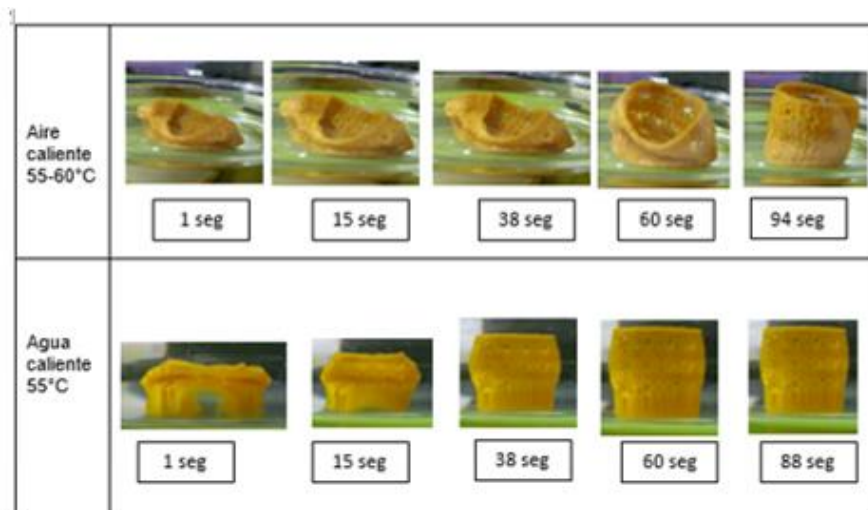 Aire
caliente
55-60°C
1 seg
15 seg
38 seg
60 seg
94 seg
Agua
caliente
55°C
1 seg
15 seg
38 seg
60 seg
88 seg